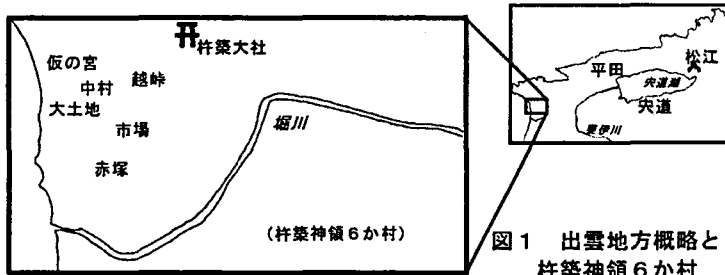 杵築大社
仮の宮
中村
越峠
大土地
市場
赤塚
堀川
(杵築神領6か村)
松江
平田
宍道湖
宍道
斐伊川
図1 出雲地方概略と
杵築神領6か村